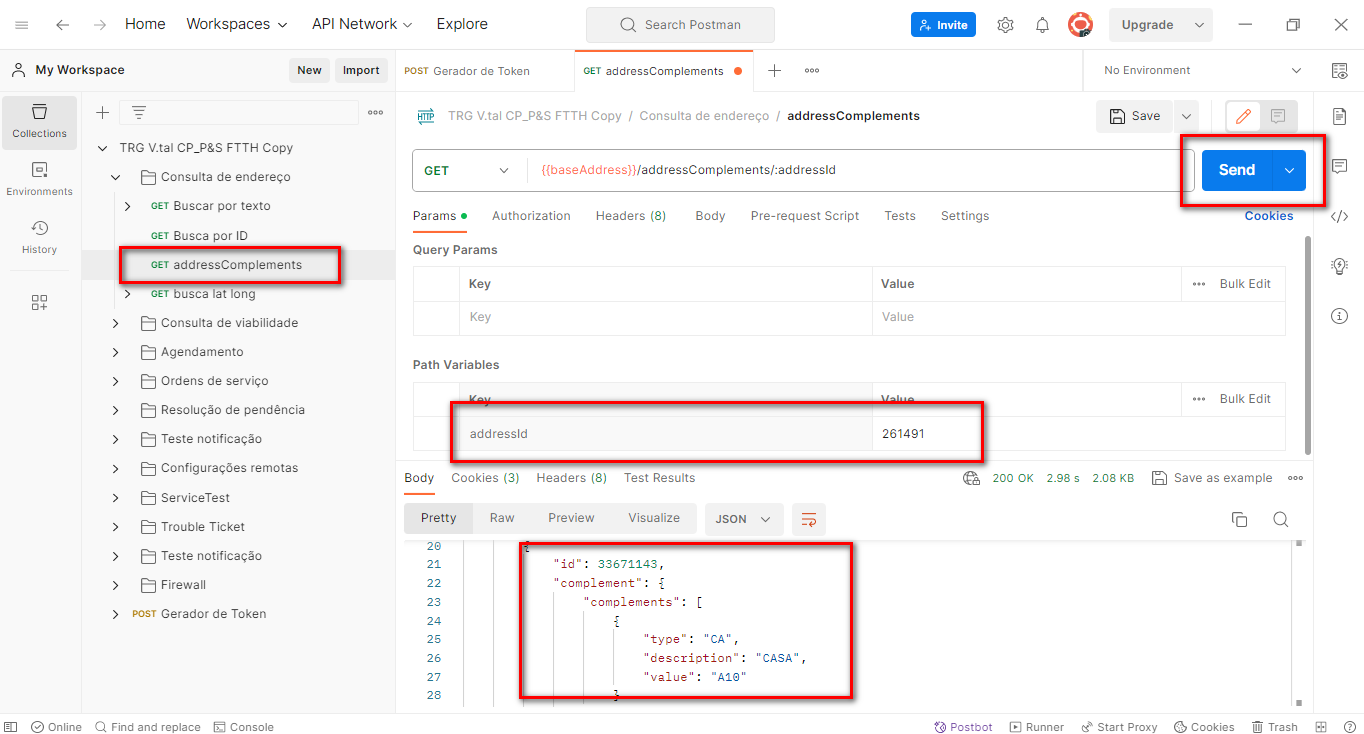 Home Workspaces API Network Explore Search Postman Invite Upgrade
My Workspace New Import POST Gerador de Token GET addressComplements No Environment
Collections
Environments
History
TRG V.tal CP_P&S FTTH Copy
Consulta de endereço
GET Buscar por texto
GET Busca por ID
GET addressComplements
GET busca lat long
Consulta de viabilidade
Agendamento
Ordens de serviço
Resolução de pendência
Teste notificação
Configurações remotas
ServiceTest
Trouble Ticket
Teste notificação
Firewall
POST Gerador de Token
HTTP TRG V.tal CP_P&S FTTH Copy / Consulta de endereço / addressComplements Save
GET {{baseAddress}}/addressComplements/:addressId Send
Params Authorization Headers (8) Body Pre-request Script Tests Settings Cookies
Query Params
Key Value Bulk Edit
Key Value
Path Variables
Key Value Bulk Edit
addressId 261491
Body Cookies (3) Headers (8) Test Results 200 OK 2.98 s 2.08 KB Save as example
Pretty Raw Preview Visualize JSON
20 {
21 "id": 33671143,
22 "complement": {
23 "complements": [
24 {
25 "type": "CA",
26 "description": "CASA",
27 "value": "A10"
28 }
Online Find and replace Console Postbot Runner Start Proxy Cookies Trash